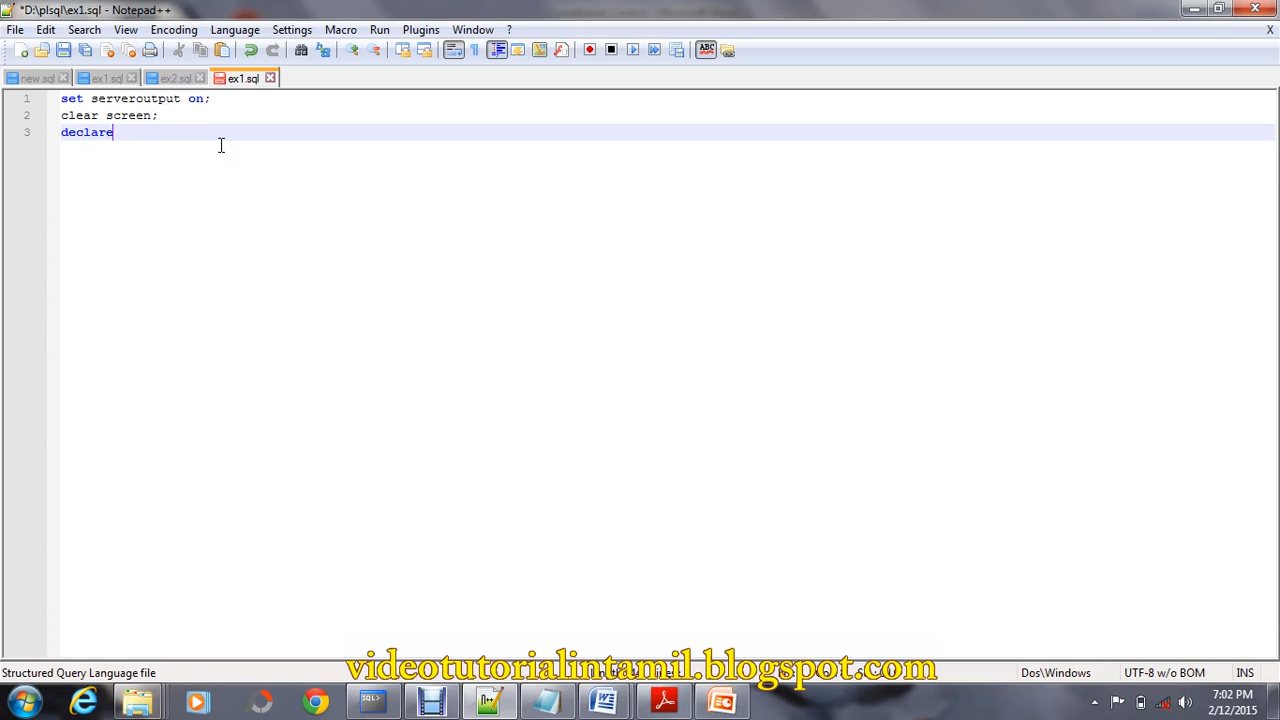 *D:\plsql\ex1.sql - Notepad++
File Edit Search View Encoding Language Settings Macro Run Plugins Window ? X
new.sql ex1.sql ex2.sql ex1.sql
1 set serveroutput on;
2 clear screen;
3 declare
videotutorialintamil.blogspot.com
Structured Query Language file Dos\Windows UTF-8 w/o BOM INS
7:02 PM
2/12/2015